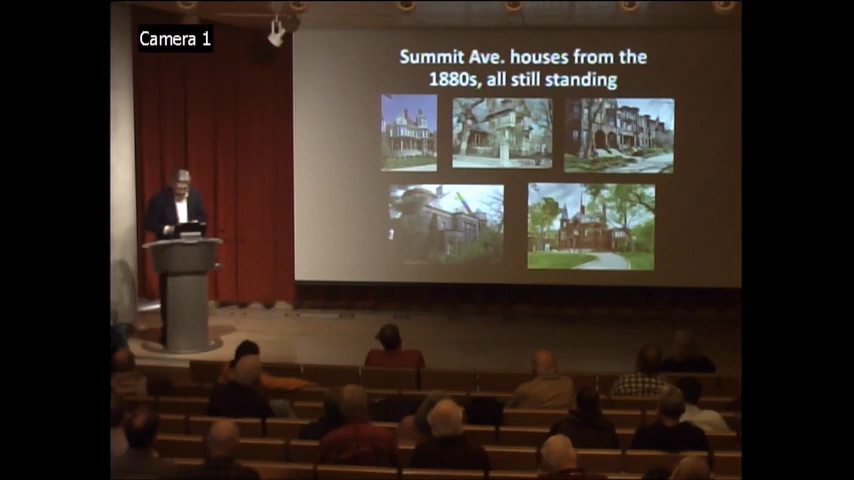 Camera 1
Summit Ave. houses from the
1880s, all still standing